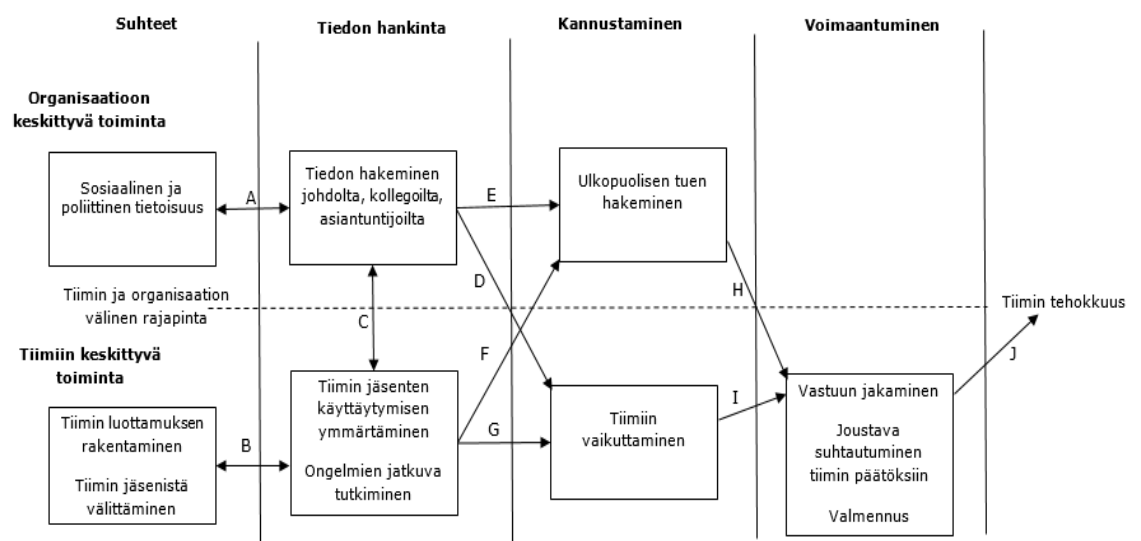 Suhteet
Tiedon hankinta
Kannustaminen
Voimaantuminen
Organisaatioon
keskittyvä toiminta
Sosiaalinen ja
poliittinen tietoisuus
A
Tiedon hakeminen
johdolta, kollegoilta,
asiantuntijoilta
E
Ulkopuolisen tuen
hakeminen
D
H
Tiimin ja organisaation
välinen rajapinta
C
Tiimin tehokkuus
F
J
Tiimiin keskittyvä
toiminta
Tiimin luottamuksen
rakentaminen
Tiimin jäsenistä
välittäminen
B
Tiimin jäsenten
käyttäytymisen
ymmärtäminen
Ongelmien jatkuva
tutkiminen
G
Tiimiin
vaikuttaminen
I
Vastuun jakaminen
Joustava
suhtautuminen
tiimin päätöksiin
Valmennus